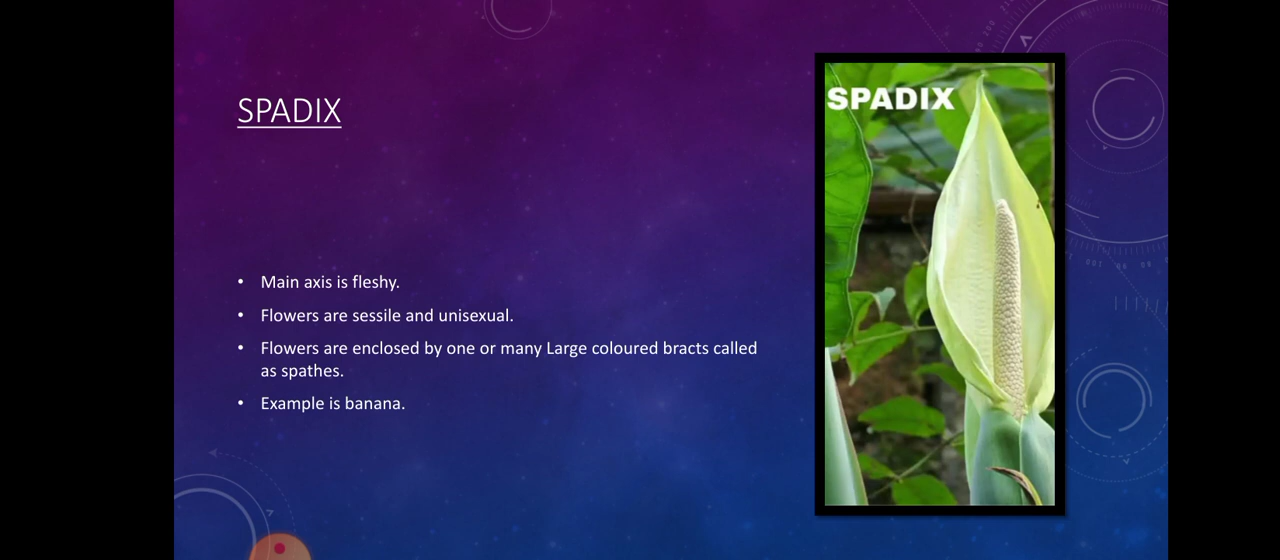 SPADIX
• Main axis is fleshy.
• Flowers are sessile and unisexual.
• Flowers are enclosed by one or many Large coloured bracts called
as spathes.
• Example is banana.
SPADIX